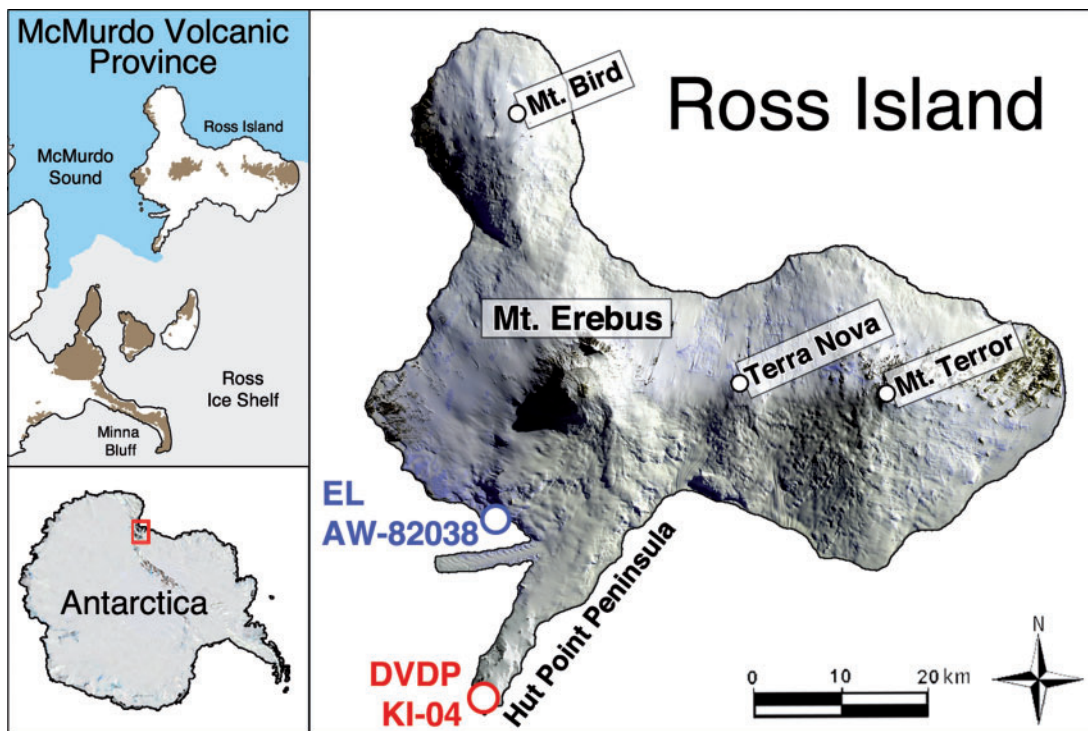 McMurdo Volcanic
Province
Ross Island
McMurdo
Sound
Ross
Ice Shelf
Minna
Bluff
Antarctica
Ross Island
Mt. Bird
Mt. Erebus
Terra Nova
Mt. Terror
EL
AW-82038
Hut Point Peninsula
DVDP
KI-04
N
0 10 20 km